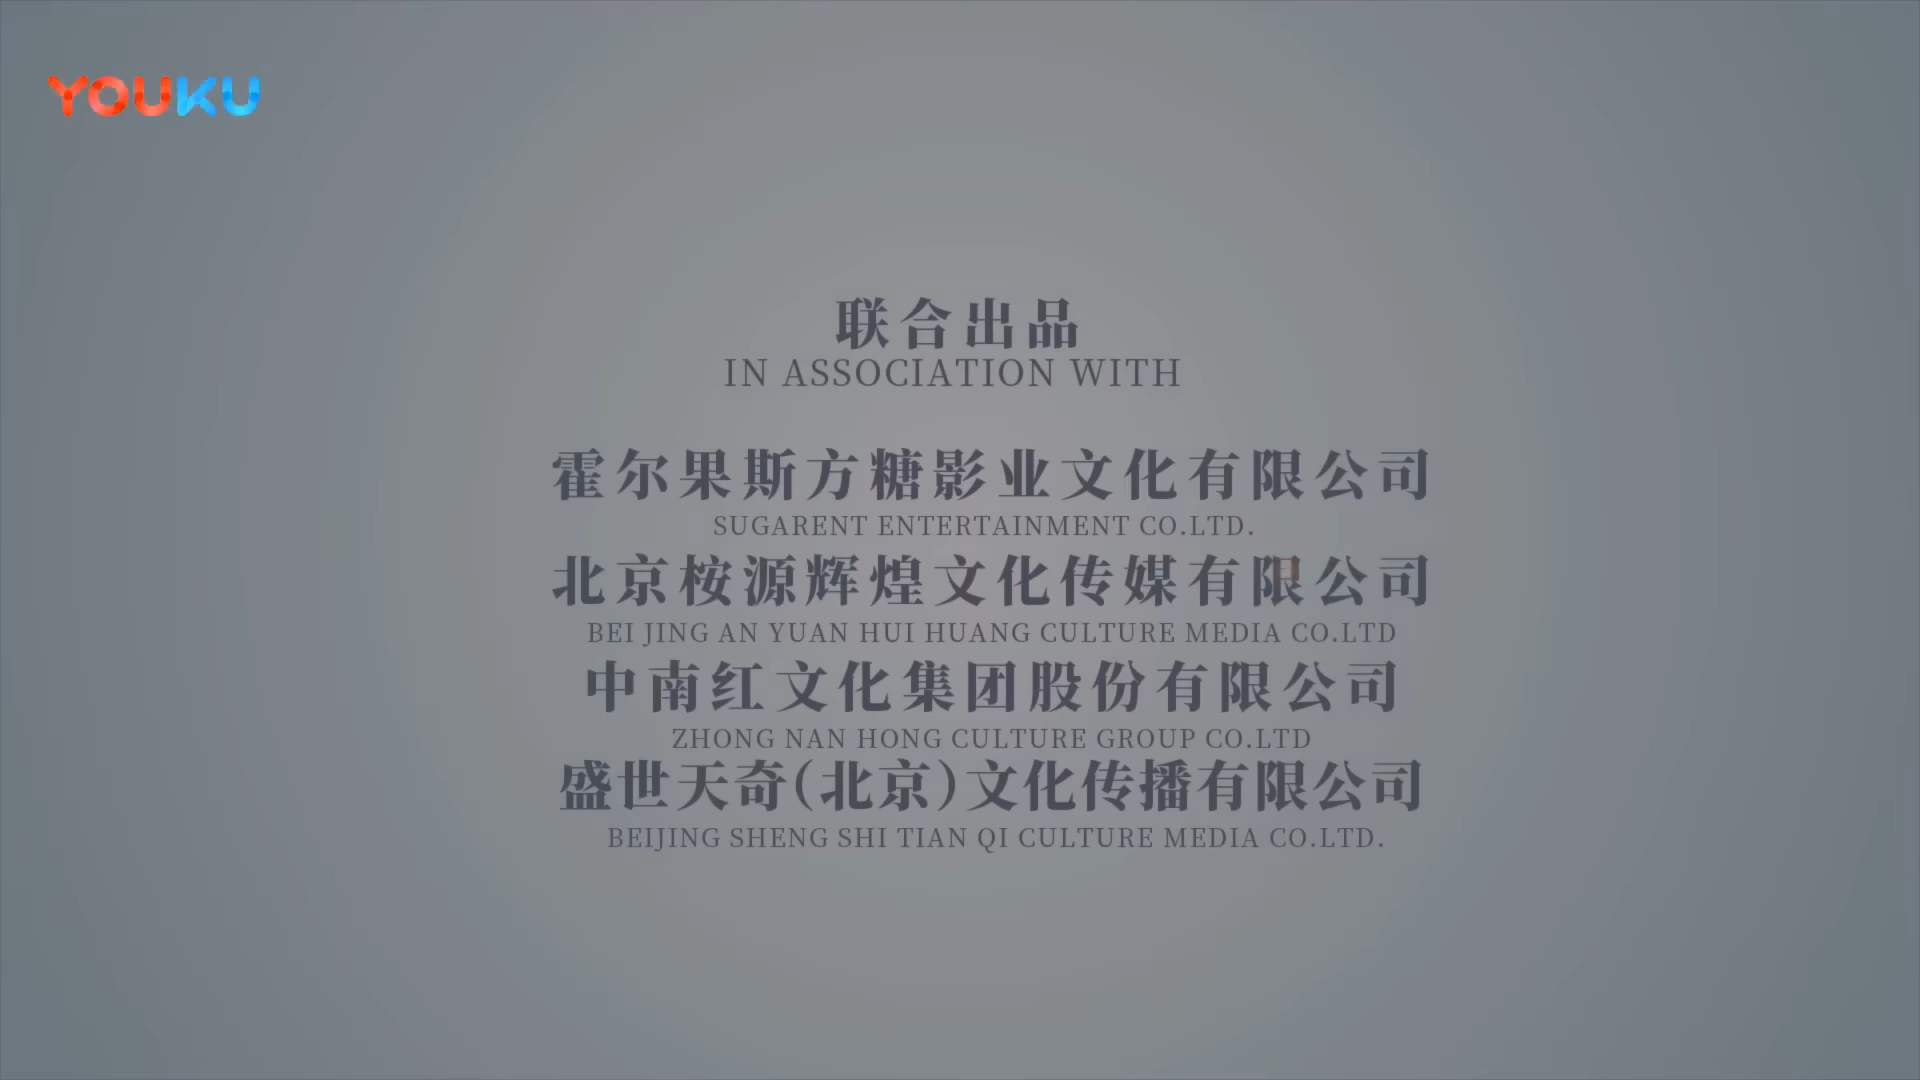 YOUKU
联合出品
IN ASSOCIATION WITH
霍尔果斯方糖影业文化有限公司
SUGARENT ENTERTAINMENT CO.LTD.
北京桉源辉煌文化传媒有限公司
BEI JING AN YUAN HUI HUANG CULTURE MEDIA CO.LTD
中南红文化集团股份有限公司
ZHONG NAN HONG CULTURE GROUP CO.LTD
盛世天奇(北京)文化传播有限公司
BEIJING SHENG SHI TIAN QI CULTURE MEDIA CO.LTD.